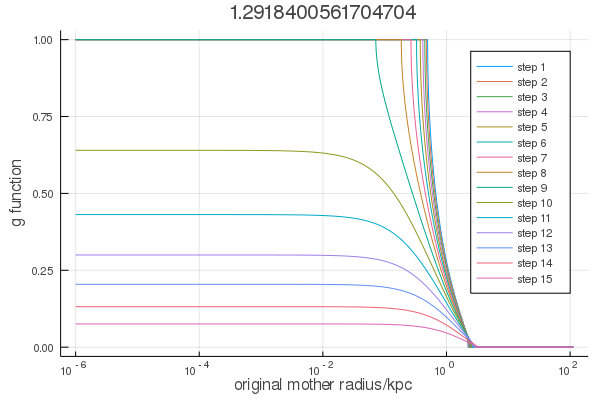 1.2918400561704704
g function
1.00
0.75
0.50
0.25
0.00
step 1
step 2
step 3
step 4
step 5
step 6
step 7
step 8
step 9
step 10
step 11
step 12
step 13
step 14
step 15
10^-6 10^-4 10^-2 10^0 10^2
original mother radius/kpc